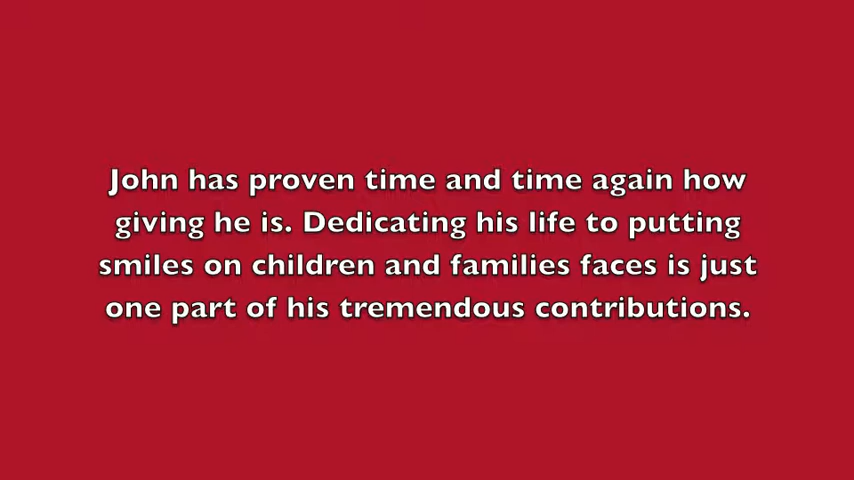 John has proven time and time again how
giving he is. Dedicating his life to putting
smiles on children and families faces is just
one part of his tremendous contributions.